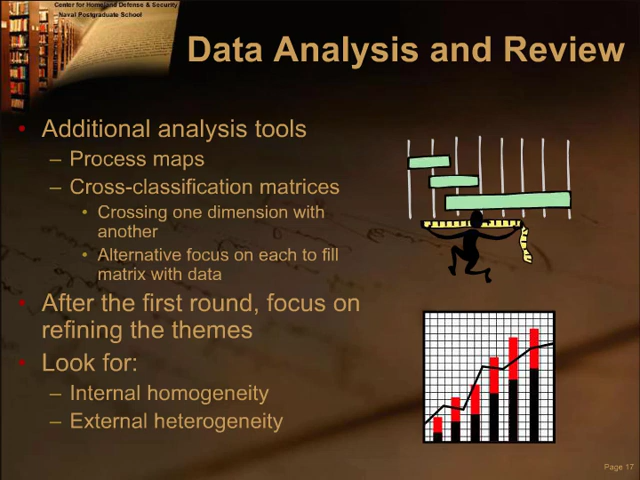 Center for Homeland Defense & Security
Naval Postgraduate School
Data Analysis and Review
• Additional analysis tools
– Process maps
– Cross-classification matrices
• Crossing one dimension with
another
• Alternative focus on each to fill
matrix with data
• After the first round, focus on
refining the themes
• Look for:
– Internal homogeneity
– External heterogeneity
Page 17